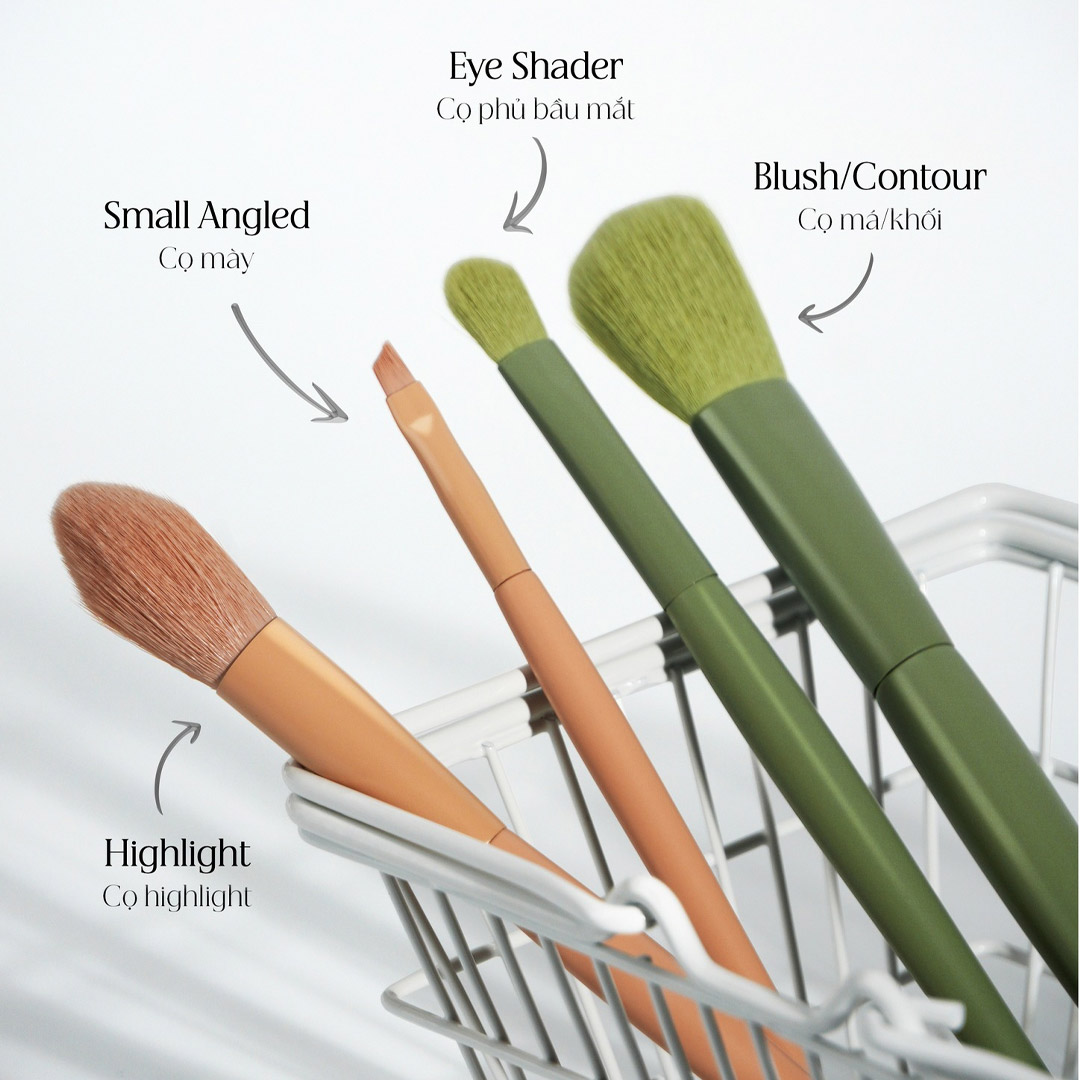 Eye Shader
Cọ phủ bầu mắt
Blush/Contour
Cọ má/khối
Small Angled
Cọ mày
Highlight
Cọ highlight